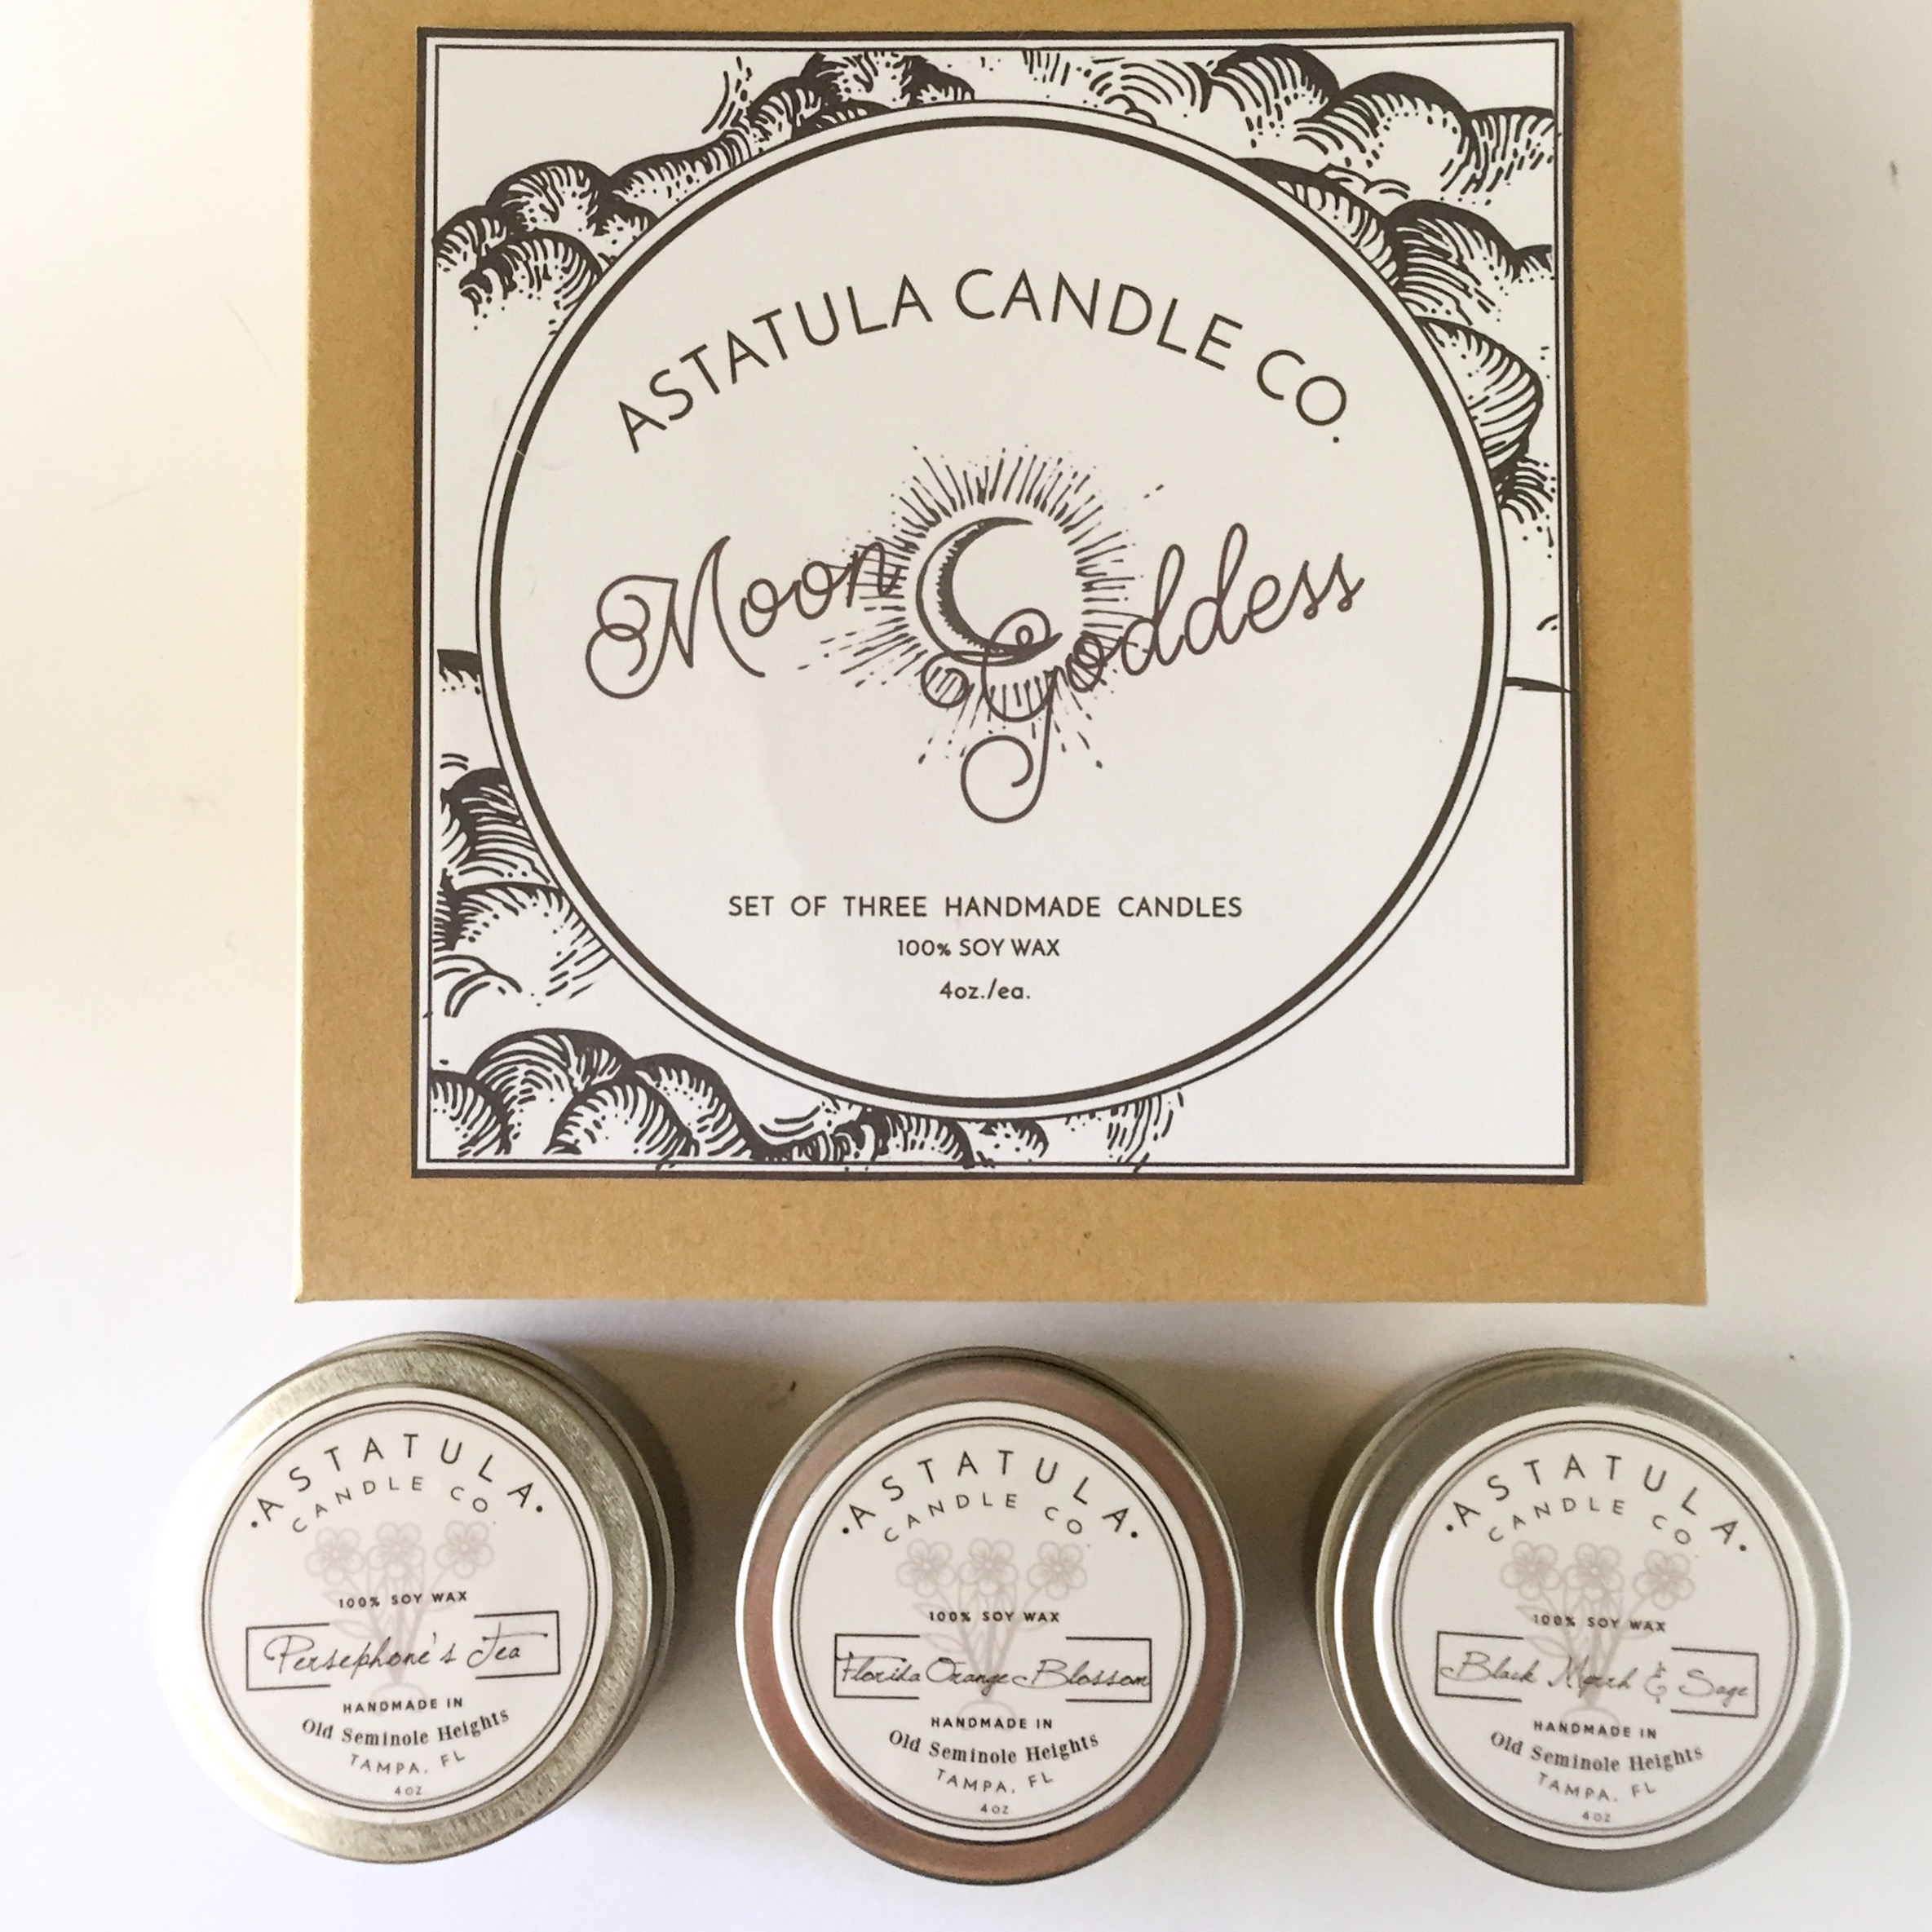 ASTATULA CANDLE CO.
Moon Goddess
SET OF THREE HANDMADE CANDLES
100% SOY WAX
4oz./ea.
•ASTATULA•
CANDLE CO
100% SOY WAX
Persephone's Tea
HANDMADE IN
Old Seminole Heights
TAMPA, FL
4OZ
•ASTATULA•
CANDLE CO
100% SOY WAX
Florida Orange Blossom
HANDMADE IN
Old Seminole Heights
TAMPA, FL
4OZ
•ASTATULA•
CANDLE CO
100% SOY WAX
Black Myrrh & Sage
HANDMADE IN
Old Seminole Heights
TAMPA, FL
4OZ